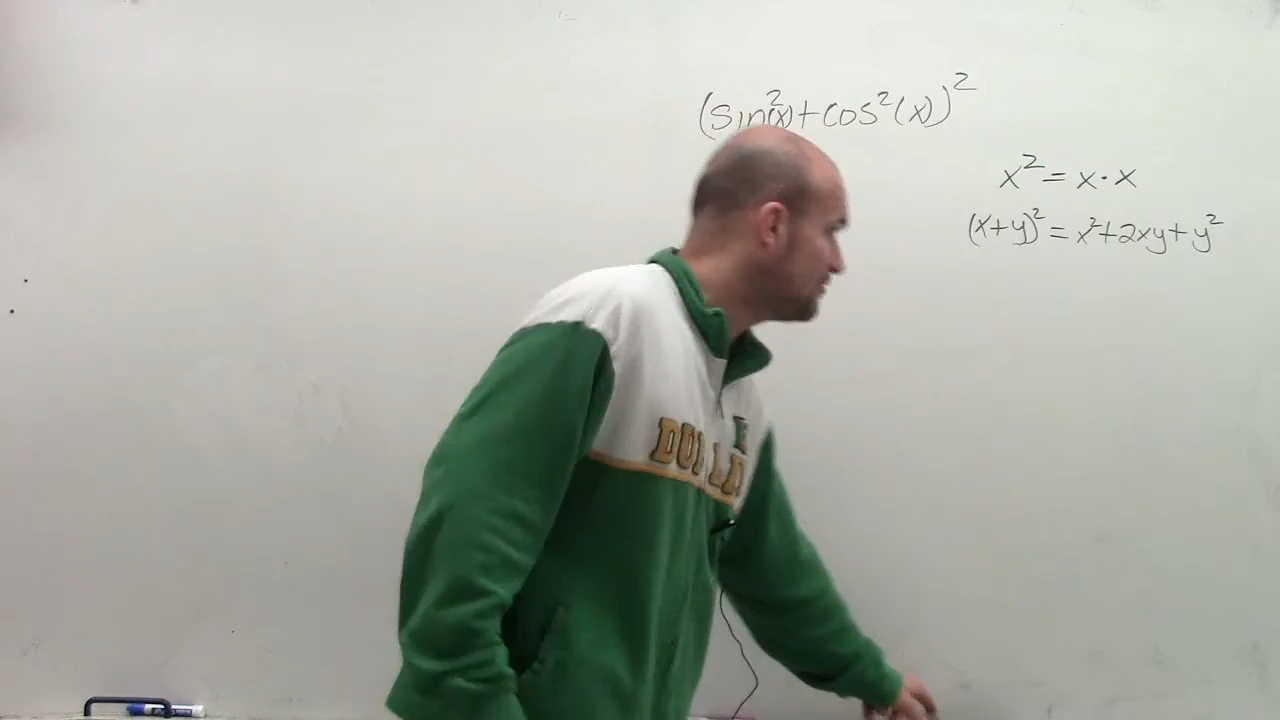 (sin²(x)+cos²(x))²
x² = x·x
(x+y)² = x²+2xy+y²